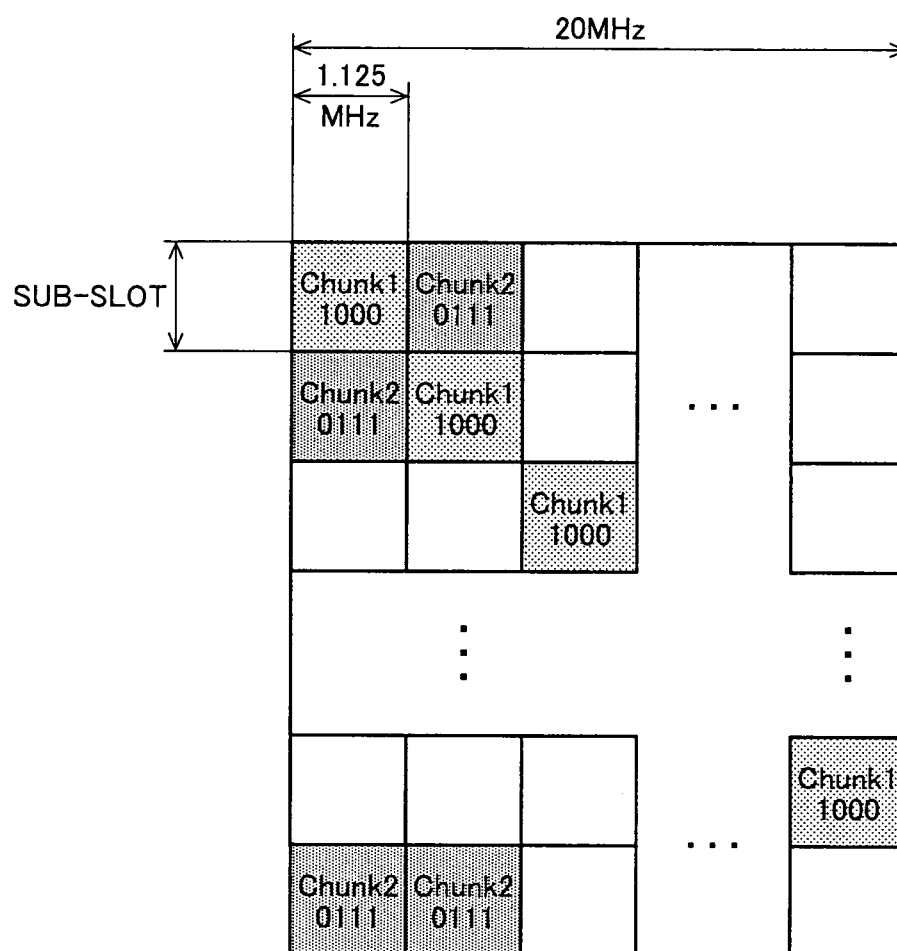 20MHz
1.125
MHz
SUB-SLOT
Chunk1
1000
Chunk2
0111
Chunk2
0111
Chunk1
1000
...
Chunk1
1000
Chunk1
1000
...
Chunk2
0111
Chunk2
0111